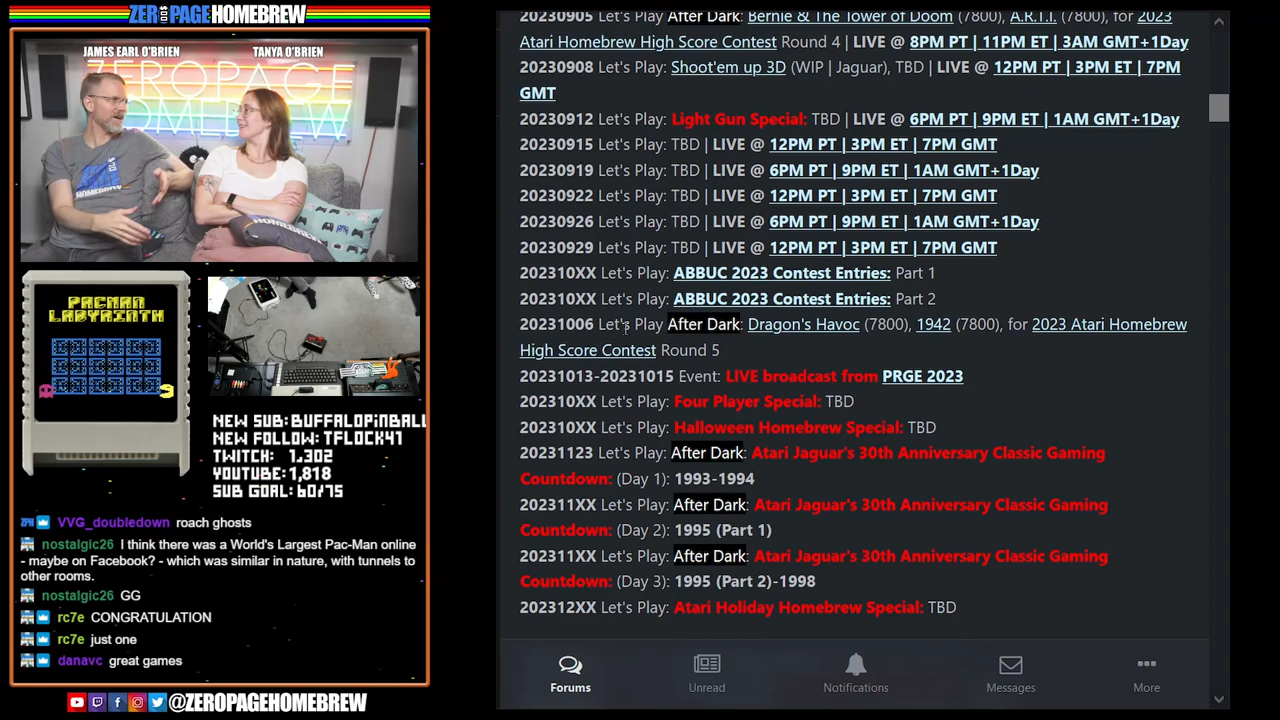 ZEROPAGEHOMEBREW
JAMES EARL O'BRIEN
TANYA O'BRIEN
ZEROPAGE
HOMEBREW
HOMEBREW
PACMAN
LABYRINTH
NEW SUB: BUFFALOPINBALL
NEW FOLLOW: TFLOCK41
TWITCH: 1,302
YOUTUBE: 1,818
SUB GOAL: 60/75
VVG_doubledown roach ghosts
nostalgic26 I think there was a World's Largest Pac-Man online
- maybe on Facebook? - which was similar in nature, with tunnels to
other rooms.
nostalgic26 GG
rc7e CONGRATULATION
rc7e just one
danavc great games
@ZEROPAGEHOMEBREW
20230905 Let's Play After Dark: Bernie & The Tower of Doom (7800), A.R.T.I. (7800), for 2023
Atari Homebrew High Score Contest Round 4 | LIVE @ 8PM PT | 11PM ET | 3AM GMT+1Day
20230908 Let's Play: Shoot'em up 3D (WIP | Jaguar), TBD | LIVE @ 12PM PT | 3PM ET | 7PM
GMT
20230912 Let's Play: Light Gun Special: TBD | LIVE @ 6PM PT | 9PM ET | 1AM GMT+1Day
20230915 Let's Play: TBD | LIVE @ 12PM PT | 3PM ET | 7PM GMT
20230919 Let's Play: TBD | LIVE @ 6PM PT | 9PM ET | 1AM GMT+1Day
20230922 Let's Play: TBD | LIVE @ 12PM PT | 3PM ET | 7PM GMT
20230926 Let's Play: TBD | LIVE @ 6PM PT | 9PM ET | 1AM GMT+1Day
20230929 Let's Play: TBD | LIVE @ 12PM PT | 3PM ET | 7PM GMT
202310XX Let's Play: ABBUC 2023 Contest Entries: Part 1
202310XX Let's Play: ABBUC 2023 Contest Entries: Part 2
20231006 Let's Play After Dark: Dragon's Havoc (7800), 1942 (7800), for 2023 Atari Homebrew
High Score Contest Round 5
20231013-20231015 Event: LIVE broadcast from PRGE 2023
202310XX Let's Play: Four Player Special: TBD
202310XX Let's Play: Halloween Homebrew Special: TBD
20231123 Let's Play: After Dark: Atari Jaguar's 30th Anniversary Classic Gaming
Countdown: (Day 1): 1993-1994
202311XX Let's Play: After Dark: Atari Jaguar's 30th Anniversary Classic Gaming
Countdown: (Day 2): 1995 (Part 1)
202311XX Let's Play: After Dark: Atari Jaguar's 30th Anniversary Classic Gaming
Countdown: (Day 3): 1995 (Part 2)-1998
202312XX Let's Play: Atari Holiday Homebrew Special: TBD
Forums
Unread
Notifications
Messages
More